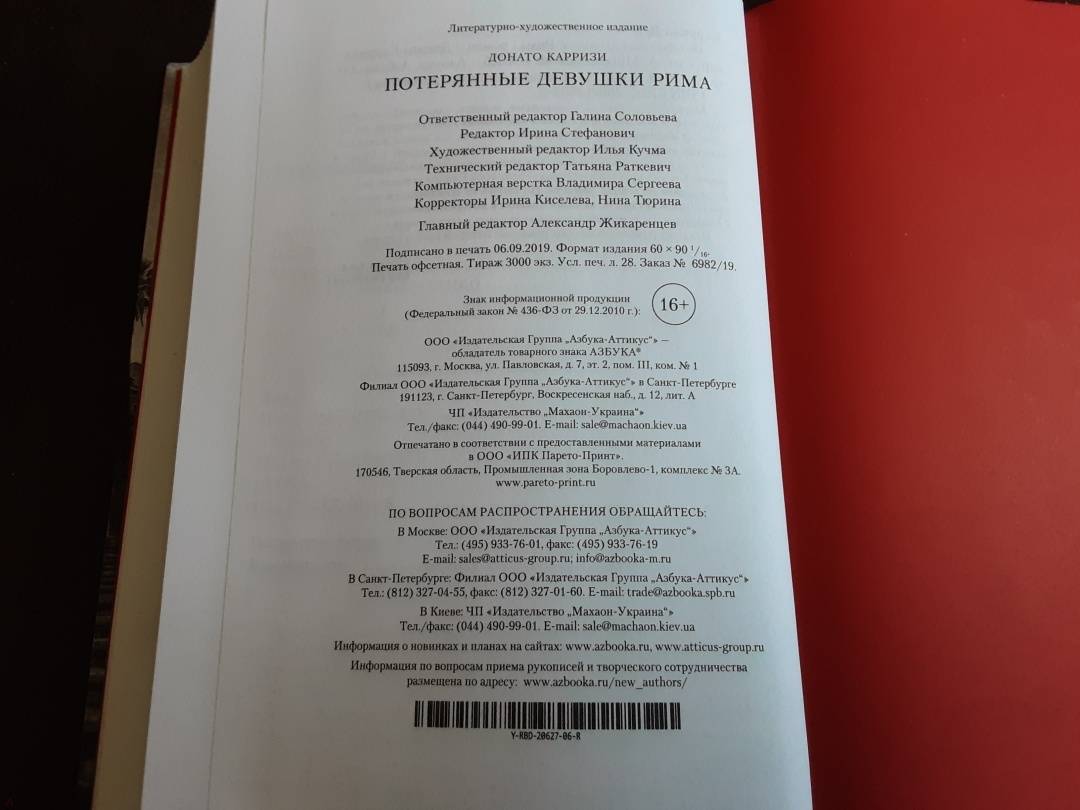 Литературно-художественное издание
ДОНАТО КАРРИЗИ
ПОТЕРЯННЫЕ ДЕВУШКИ РИМА
Ответственный редактор Галина Соловьева
Редактор Ирина Стефанович
Художественный редактор Илья Кучма
Технический редактор Татьяна Раткевич
Компьютерная верстка Владимира Сергеева
Корректоры Ирина Киселева, Нина Тюрина
Главный редактор Александр Жикаренцев
Подписано в печать 06.09.2019. Формат издания 60 × 90 1/16.
Печать офсетная. Тираж 3000 экз. Усл. печ. л. 28. Заказ № 6982/19.
Знак информационной продукции
(Федеральный закон № 436-ФЗ от 29.12.2010 г.):
16+
ООО «Издательская Группа „Азбука-Аттикус“» —
обладатель товарного знака АЗБУКА®
115093, г. Москва, ул. Павловская, д. 7, эт. 2, пом. III, ком. № 1
Филиал ООО «Издательская Группа „Азбука-Аттикус“» в Санкт-Петербурге
191123, г. Санкт-Петербург, Воскресенская наб., д. 12, лит. А
ЧП «Издательство „Махаон-Украина“»
Тел./факс: (044) 490-99-01. E-mail: sale@machaon.kiev.ua
Отпечатано в соответствии с предоставленными материалами
в ООО «ИПК Парето-Принт».
170546, Тверская область, Промышленная зона Боровлево-1, комплекс № 3А.
www.pareto-print.ru
ПО ВОПРОСАМ РАСПРОСТРАНЕНИЯ ОБРАЩАЙТЕСЬ:
В Москве: ООО «Издательская Группа „Азбука-Аттикус“»
Тел.: (495) 933-76-01, факс: (495) 933-76-19
E-mail: sales@atticus-group.ru; info@azbooka-m.ru
В Санкт-Петербурге: Филиал ООО «Издательская Группа „Азбука-Аттикус“»
Тел.: (812) 327-04-55, факс: (812) 327-01-60. E-mail: trade@azbooka.spb.ru
В Киеве: ЧП «Издательство „Махаон-Украина“»
Тел./факс: (044) 490-99-01. E-mail: sale@machaon.kiev.ua
Информация о новинках и планах на сайтах: www.azbooka.ru, www.atticus-group.ru
Информация по вопросам приема рукописей и творческого сотрудничества
размещена по адресу: www.azbooka.ru/new_authors/
Y-RBD-20627-06-R